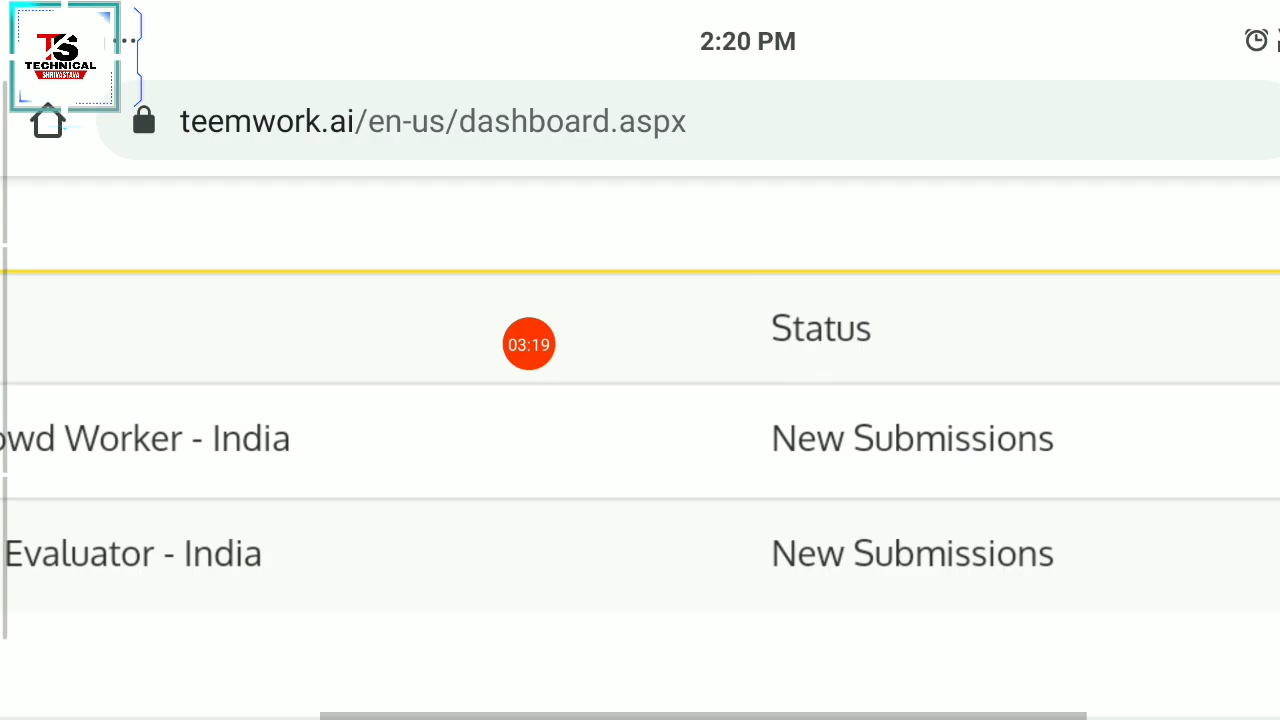 TS
TECHNICAL
SHRIVASTAVA
2:20 PM
teemwork.ai/en-us/dashboard.aspx
Status
03:19
owd Worker - India
New Submissions
Evaluator - India
New Submissions